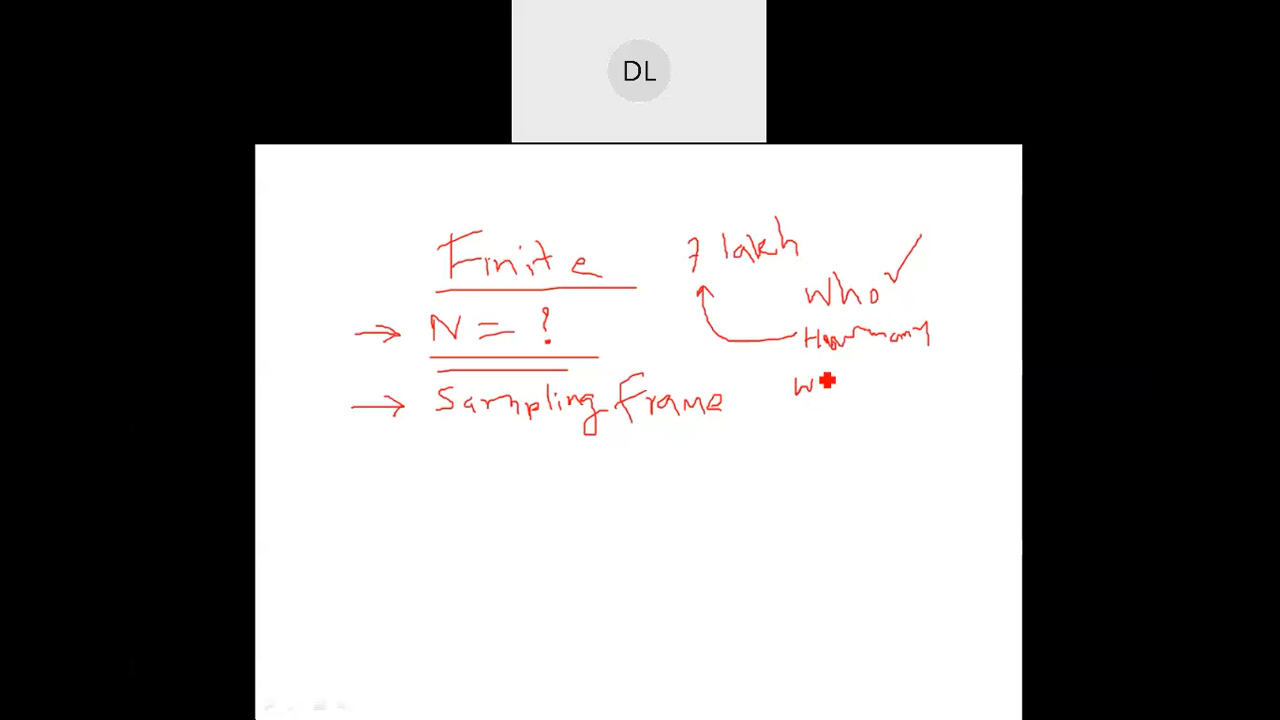 DL
Finite
7 lakh
who ✓
→ N = ?
How many
w
→ Sampling Frame